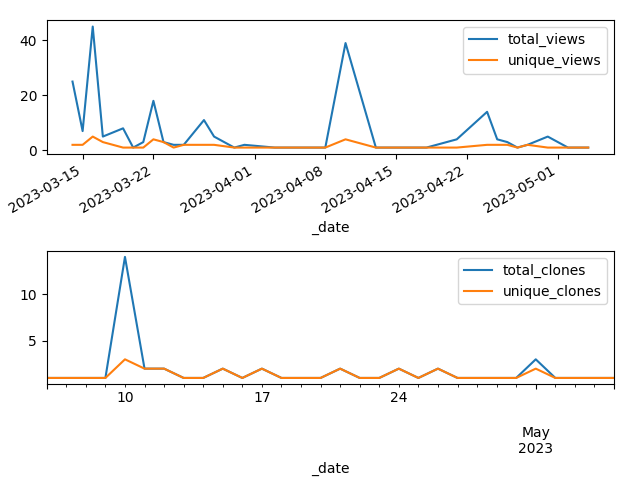 40
20
0
total_views
unique_views
2023-03-15
2023-03-22
2023-04-01
2023-04-08
2023-04-15
2023-04-22
2023-05-01
_date
10
5
total_clones
unique_clones
10
17
24
May
2023
_date